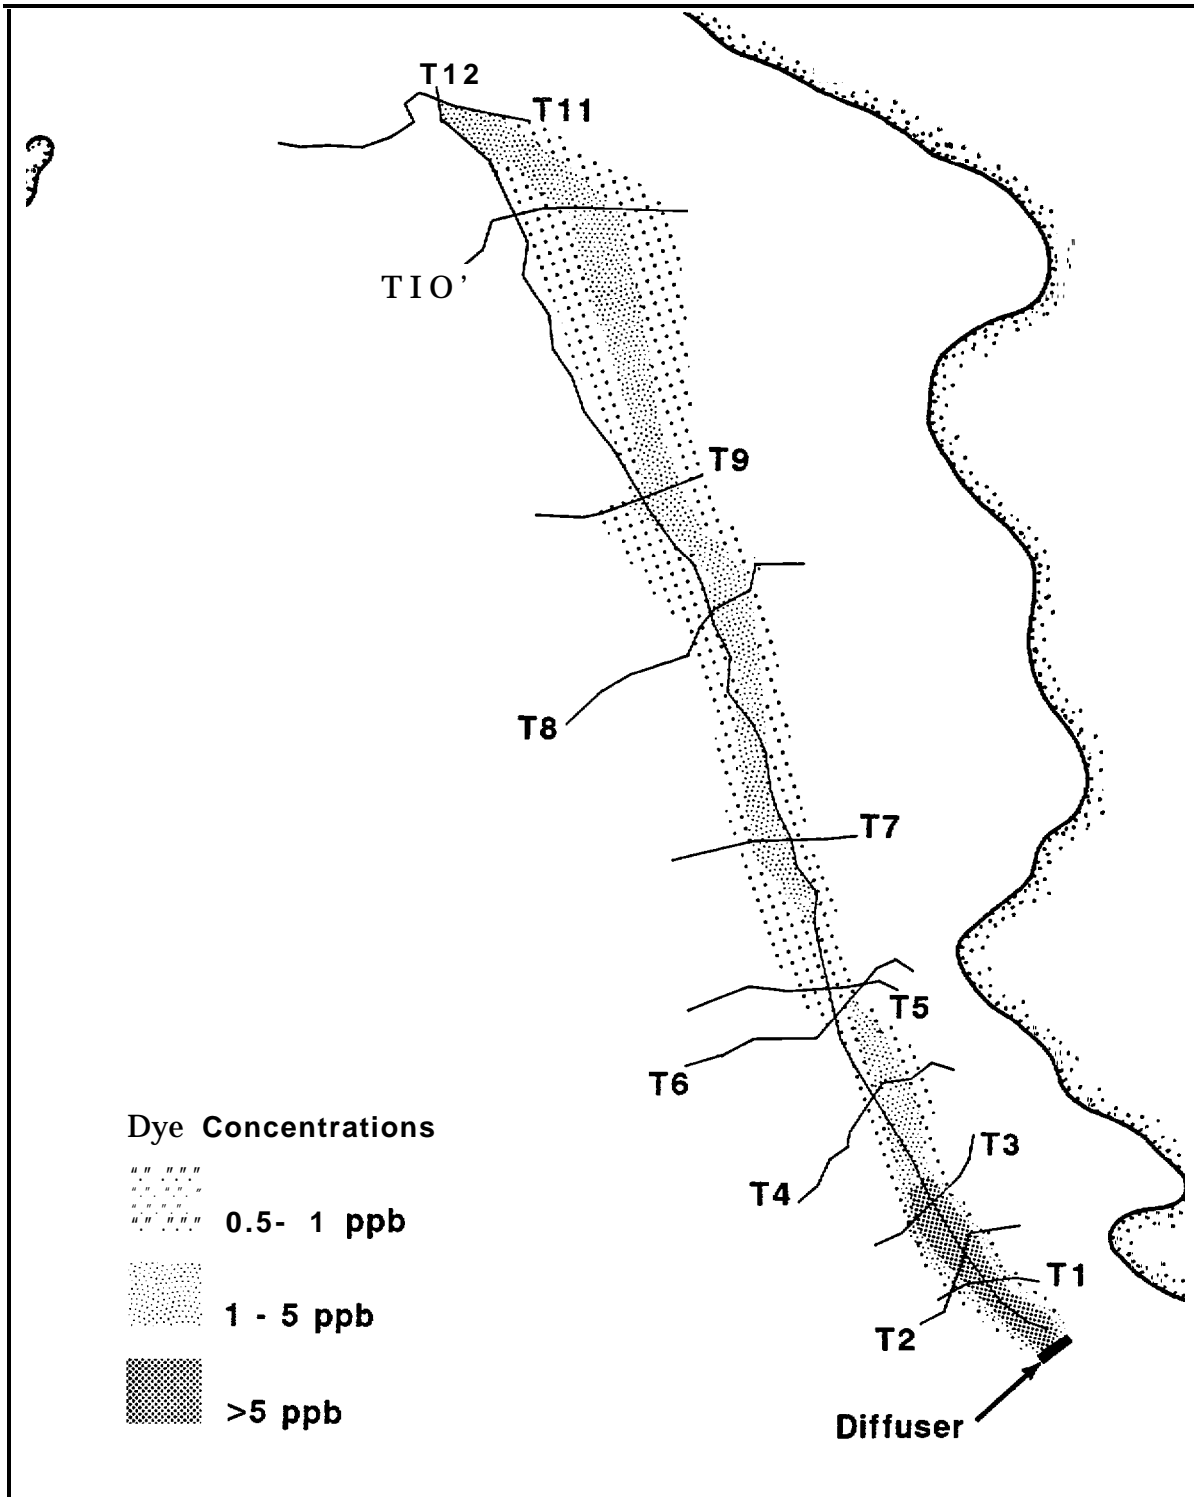 T12
T11
TIO’
T9
T8
T7
T5
T6
T3
T4
T1
T2
Dye Concentrations
0.5- 1 ppb
1 - 5 ppb
>5 ppb
Diffuser